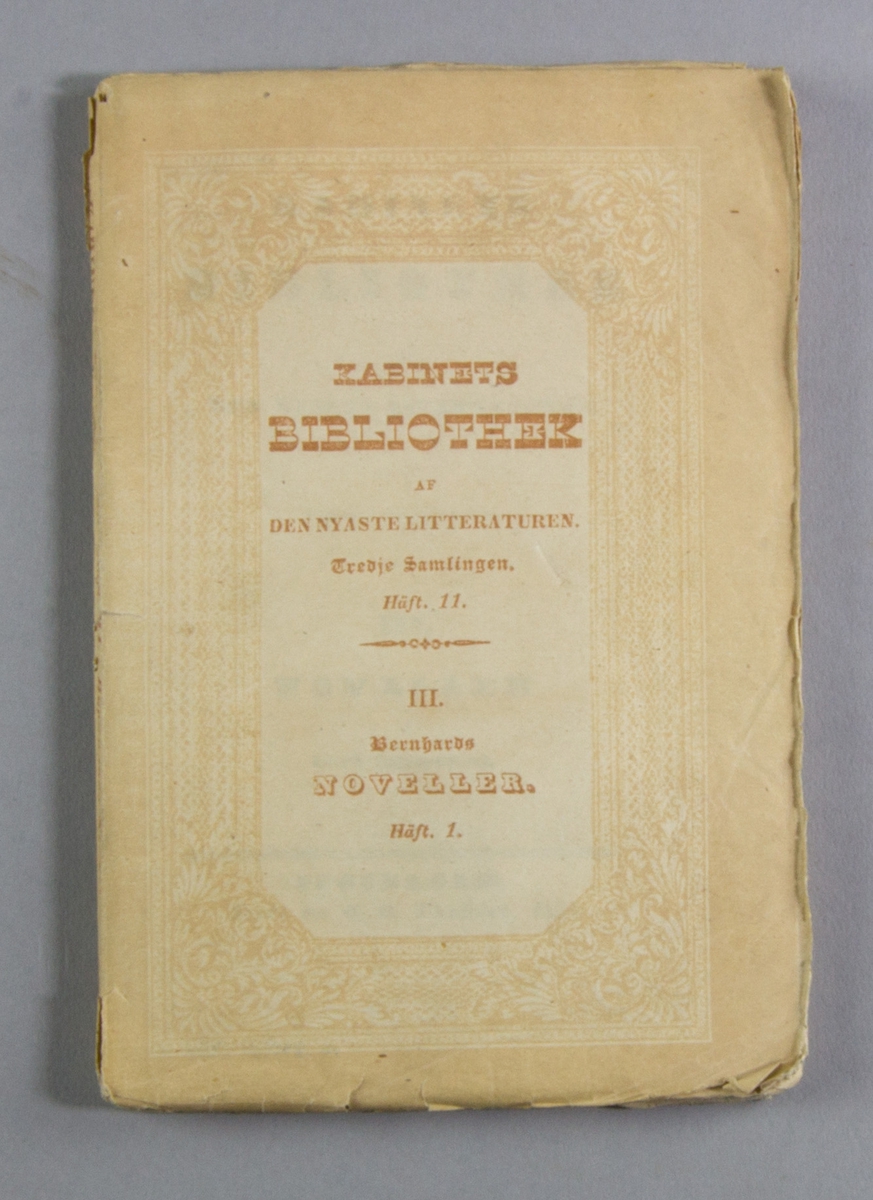 KABINETS
BIBLIOTHEK
AF
DEN NYASTE LITTERATUREN.
Tredje Samlingen.
Häft. 11.
III.
Bernhards
NOVELLER.
Häft. 1.